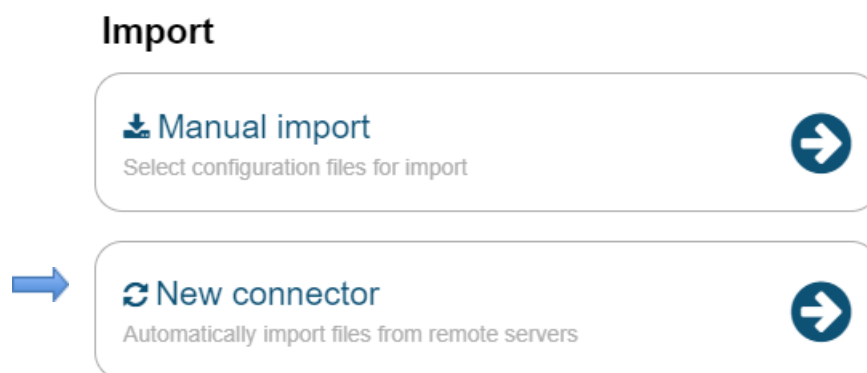 Import
Manual import
Select configuration files for import
New connector
Automatically import files from remote servers